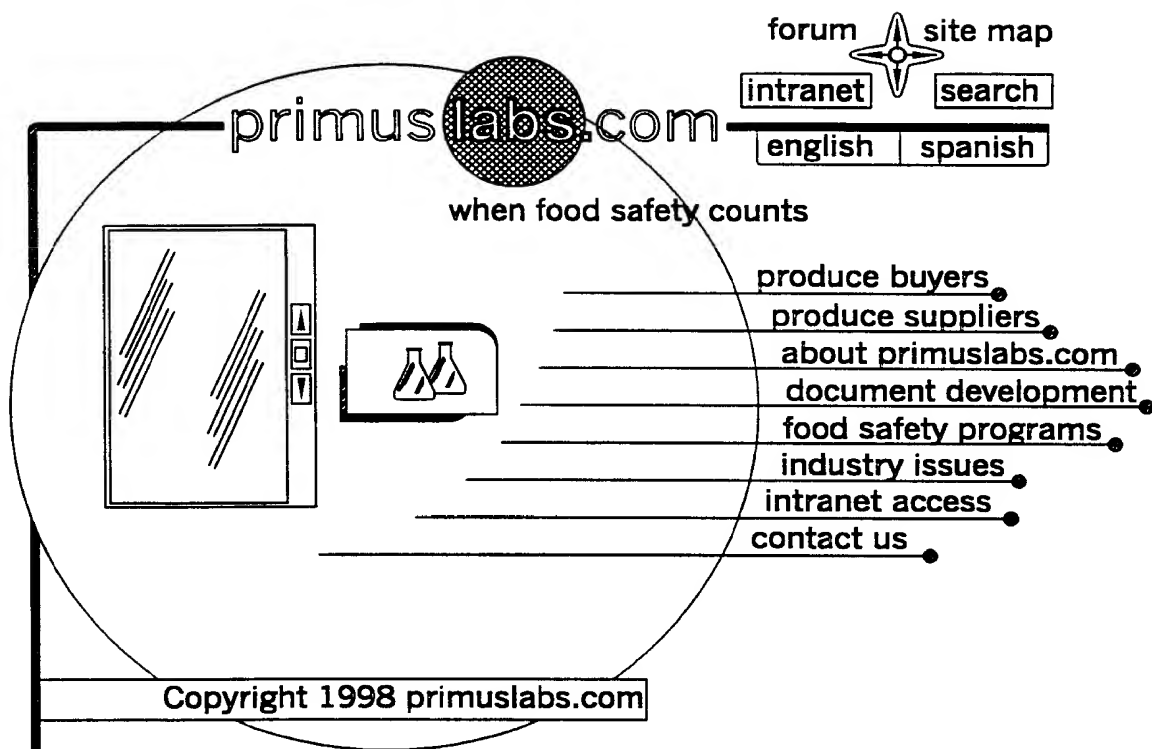 forum site map
intranet search
primuslabs.com
english spanish
when food safety counts
produce buyers
produce suppliers
about primuslabs.com
document development
food safety programs
industry issues
intranet access
contact us
Copyright 1998 primuslabs.com